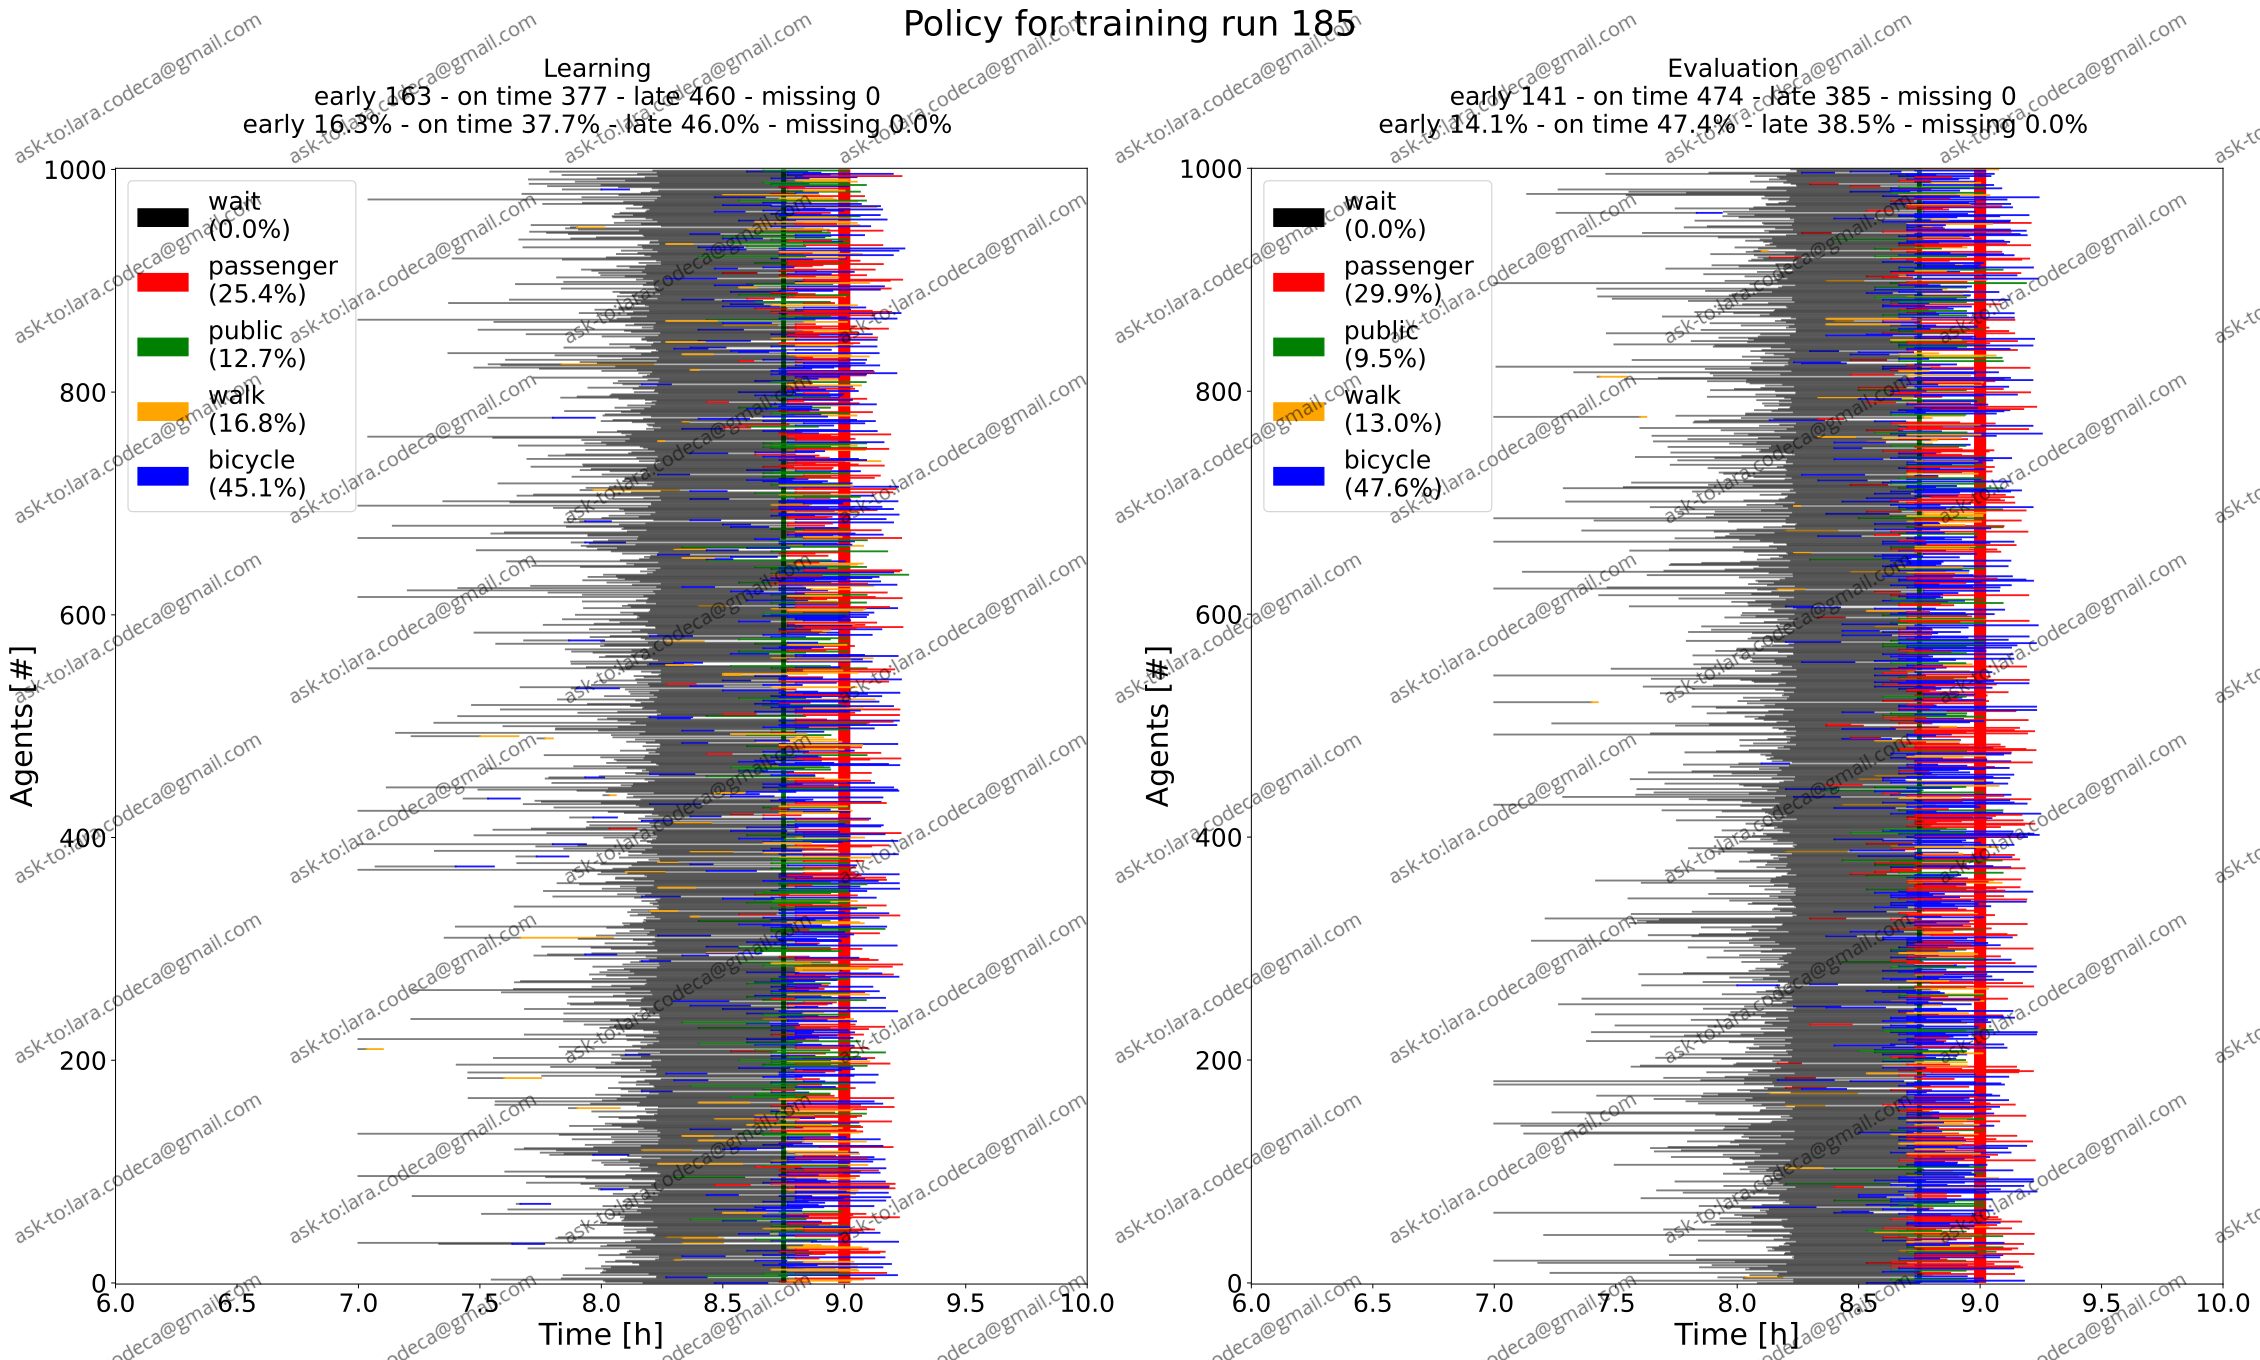 Policy for training run 185
Learning
early 163 - on time 377 - late 460 - missing 0
early 16.3% - on time 37.7% - late 46.0% - missing 0.0%
1000
800
600
400
200
0
Agents [#]
wait
(0.0%)
passenger
(25.4%)
public
(12.7%)
walk
(16.8%)
bicycle
(45.1%)
6.0 6.5 7.0 7.5 8.0 8.5 9.0 9.5 10.0
Time [h]
Evaluation
early 141 - on time 474 - late 385 - missing 0
early 14.1% - on time 47.4% - late 38.5% - missing 0.0%
1000
800
600
400
200
0
Agents [#]
wait
(0.0%)
passenger
(29.9%)
public
(9.5%)
walk
(13.0%)
bicycle
(47.6%)
6.0 6.5 7.0 7.5 8.0 8.5 9.0 9.5 10.0
Time [h]
ask-to:lara.codeca@gmail.com